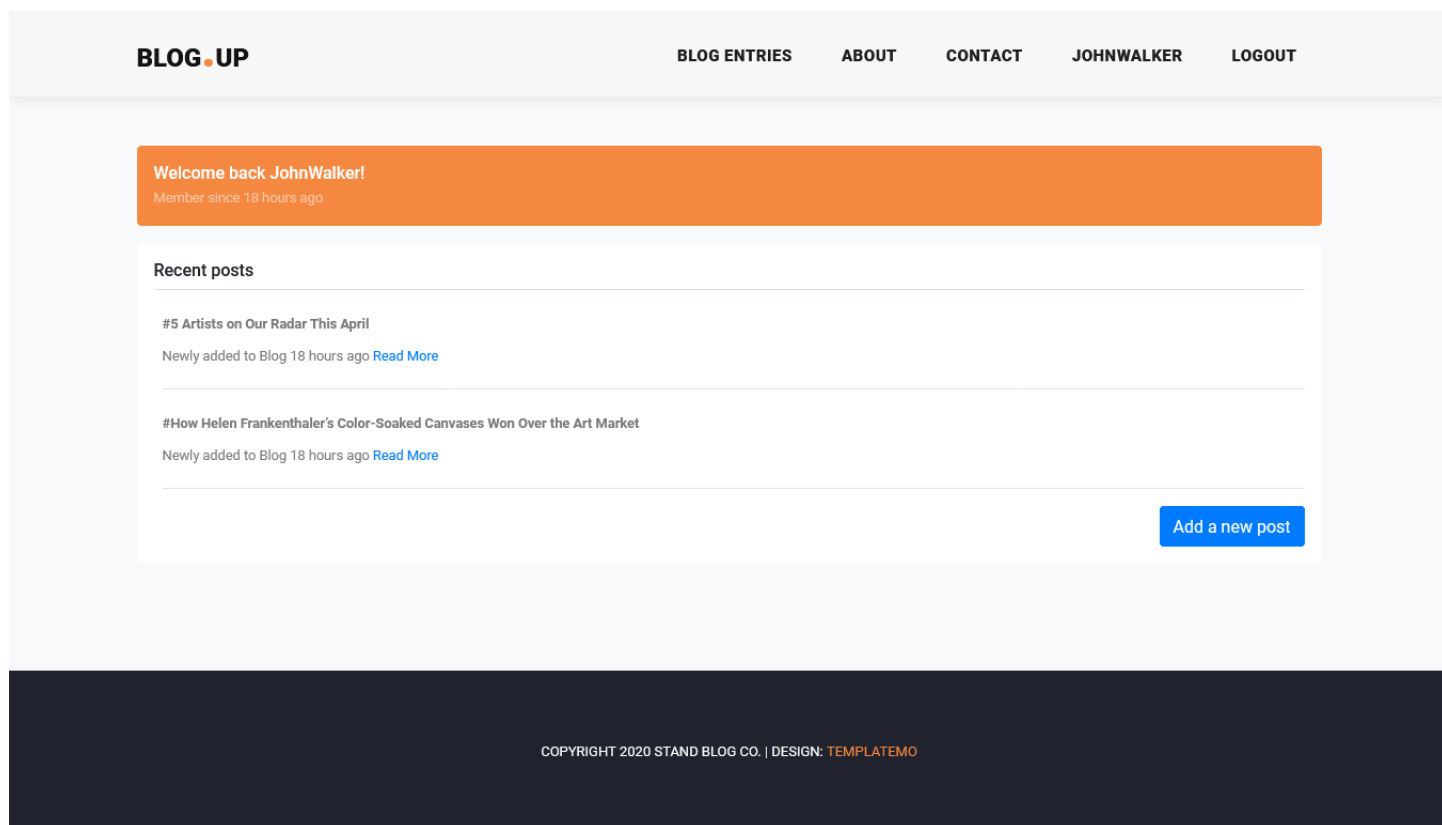 BLOG.UP
BLOG ENTRIES ABOUT CONTACT JOHNWALKER LOGOUT
Welcome back JohnWalker!
Member since 18 hours ago
Recent posts
#5 Artists on Our Radar This April
Newly added to Blog 18 hours ago Read More
#How Helen Frankenthaler’s Color-Soaked Canvases Won Over the Art Market
Newly added to Blog 18 hours ago Read More
Add a new post
COPYRIGHT 2020 STAND BLOG CO. | DESIGN: TEMPLATEMO